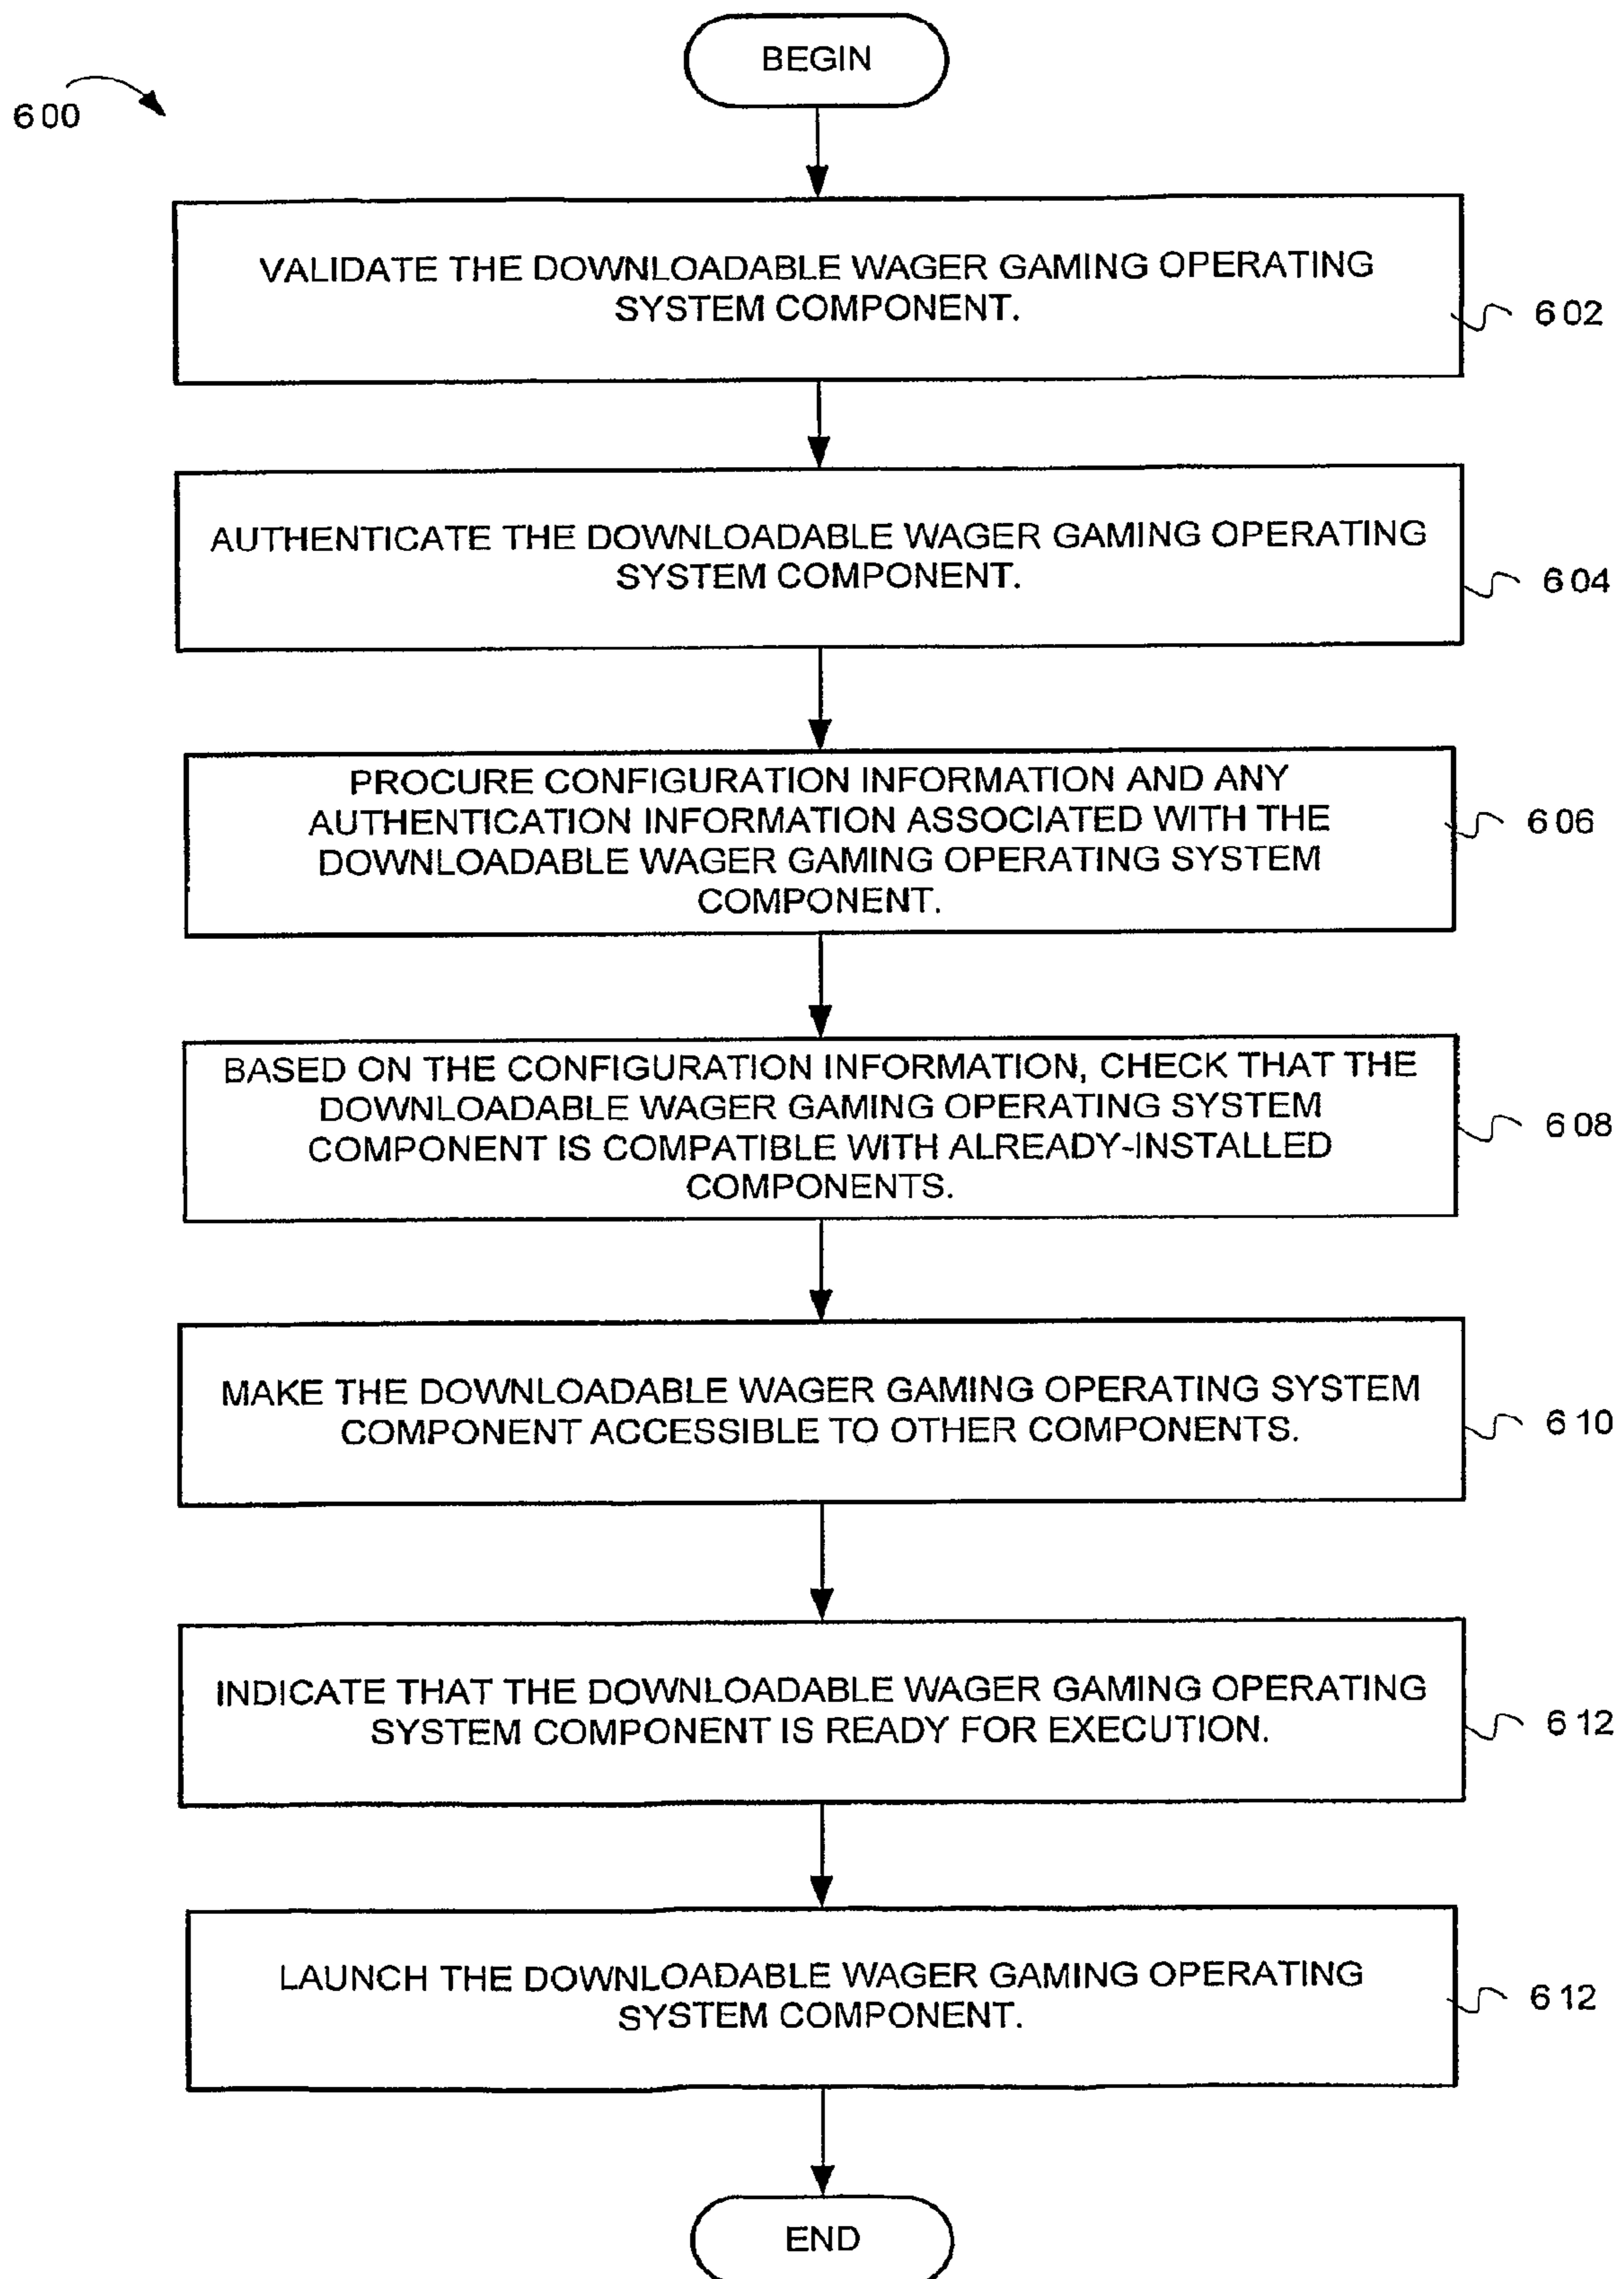 BEGIN
600
VALIDATE THE DOWNLOADABLE WAGER GAMING OPERATING
SYSTEM COMPONENT.
602
AUTHENTICATE THE DOWNLOADABLE WAGER GAMING OPERATING
SYSTEM COMPONENT.
604
PROCURE CONFIGURATION INFORMATION AND ANY
AUTHENTICATION INFORMATION ASSOCIATED WITH THE
DOWNLOADABLE WAGER GAMING OPERATING SYSTEM
COMPONENT.
606
BASED ON THE CONFIGURATION INFORMATION, CHECK THAT THE
DOWNLOADABLE WAGER GAMING OPERATING SYSTEM
COMPONENT IS COMPATIBLE WITH ALREADY-INSTALLED
COMPONENTS.
608
MAKE THE DOWNLOADABLE WAGER GAMING OPERATING SYSTEM
COMPONENT ACCESSIBLE TO OTHER COMPONENTS.
610
INDICATE THAT THE DOWNLOADABLE WAGER GAMING OPERATING
SYSTEM COMPONENT IS READY FOR EXECUTION.
612
LAUNCH THE DOWNLOADABLE WAGER GAMING OPERATING
SYSTEM COMPONENT.
612
END